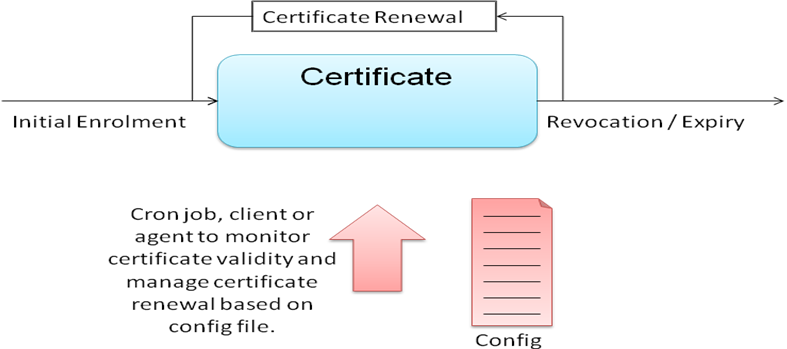 Certificate Renewal
Certificate
Initial Enrolment
Revocation / Expiry
Cron job, client or
agent to monitor
certificate validity and
manage certificate
renewal based on
config file.
Config